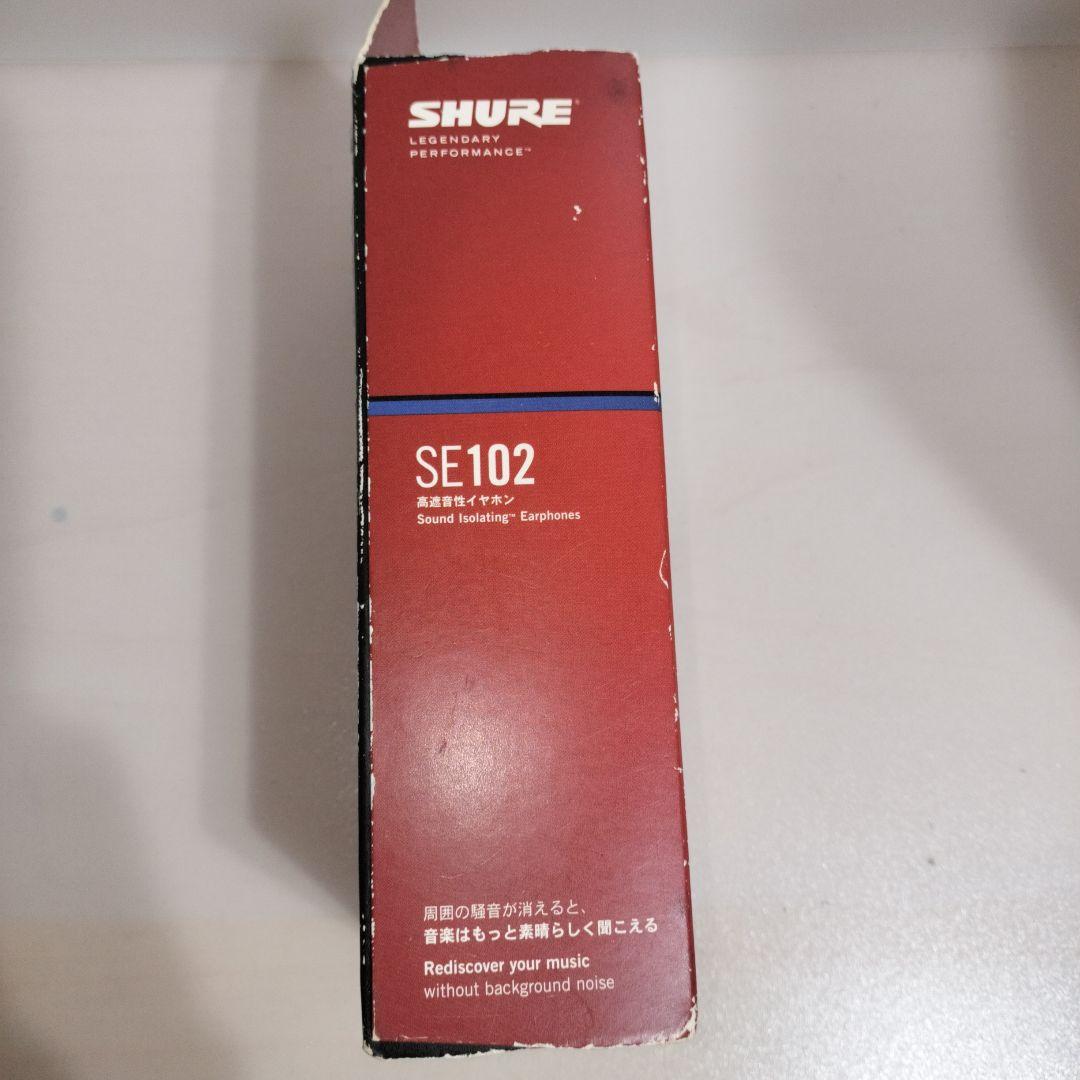 SHURE
LEGENDARY
PERFORMANCE™
SE102
高遮音性イヤホン
Sound Isolating™ Earphones
周囲の騒音が消えると、
音楽はもっと素晴らしく聞こえる
Rediscover your music
without background noise